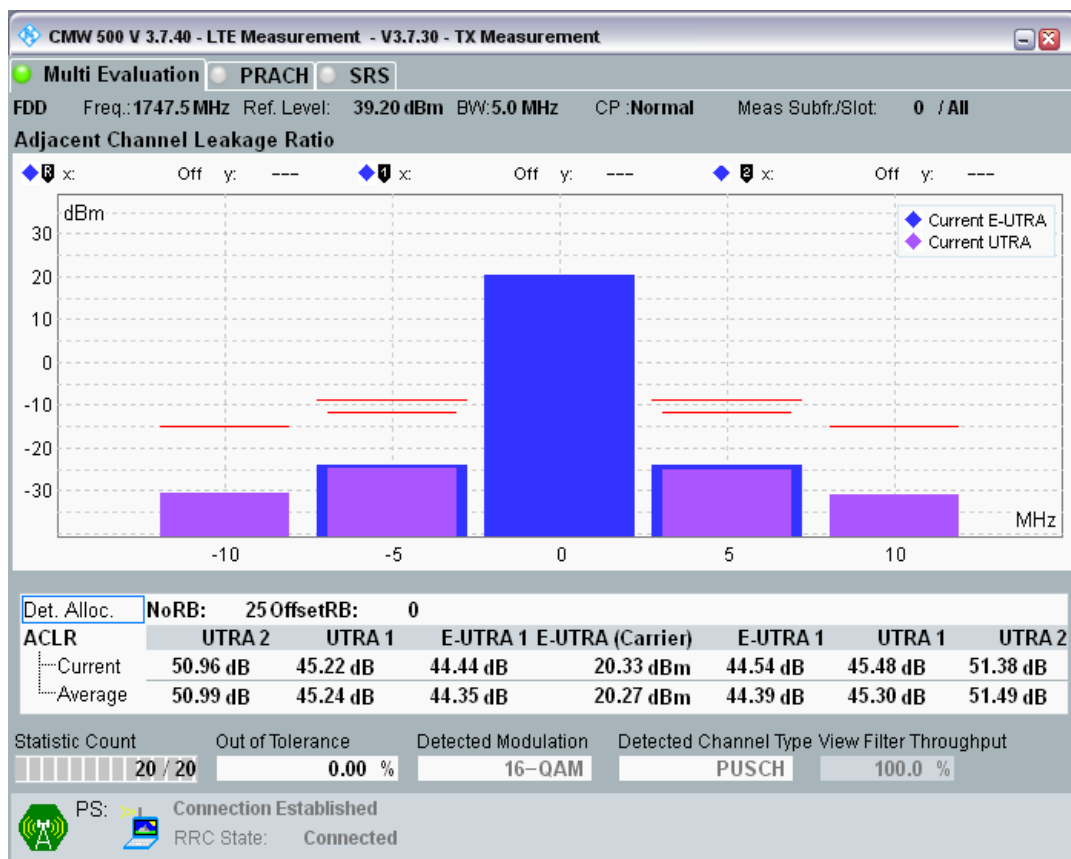 CMW 500 V 3.7.40 - LTE Measurement - V3.7.30 - TX Measurement
Multi Evaluation PRACH SRS
FDD Freq.: 1747.5 MHz Ref. Level: 39.20 dBm BW: 5.0 MHz CP : Normal Meas Subfr./Slot: 0 / All
Adjacent Channel Leakage Ratio
R x: Off y: --- 1 x: Off y: --- 2 x: Off y: ---
dBm
Current E-UTRA
Current UTRA
30
20
10
0
-10
-20
-30
MHz
-10 -5 0 5 10
Det. Alloc. NoRB: 25 OffsetRB: 0
ACLR UTRA 2 UTRA 1 E-UTRA 1 E-UTRA (Carrier) E-UTRA 1 UTRA 1 UTRA 2
Current 50.96 dB 45.22 dB 44.44 dB 20.33 dBm 44.54 dB 45.48 dB 51.38 dB
Average 50.99 dB 45.24 dB 44.35 dB 20.27 dBm 44.39 dB 45.30 dB 51.49 dB
Statistic Count Out of Tolerance Detected Modulation Detected Channel Type View Filter Throughput
20 / 20 0.00 % 16-QAM PUSCH 100.0 %
PS: Connection Established
RRC State: Connected